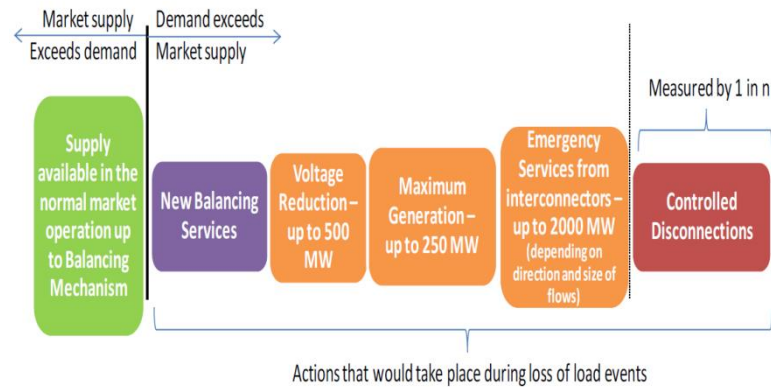 Market supply
Exceeds demand
Demand exceeds
Market supply
Measured by 1 in n
Supply
available in the
normal market
operation up
to Balancing
Mechanism
New Balancing
Services
Voltage
Reduction –
up to 500
MW
Maximum
Generation –
up to 250 MW
Emergency
Services from
interconnectors –
up to 2000 MW
(depending on
direction and size of
flows)
Controlled
Disconnections
Actions that would take place during loss of load events